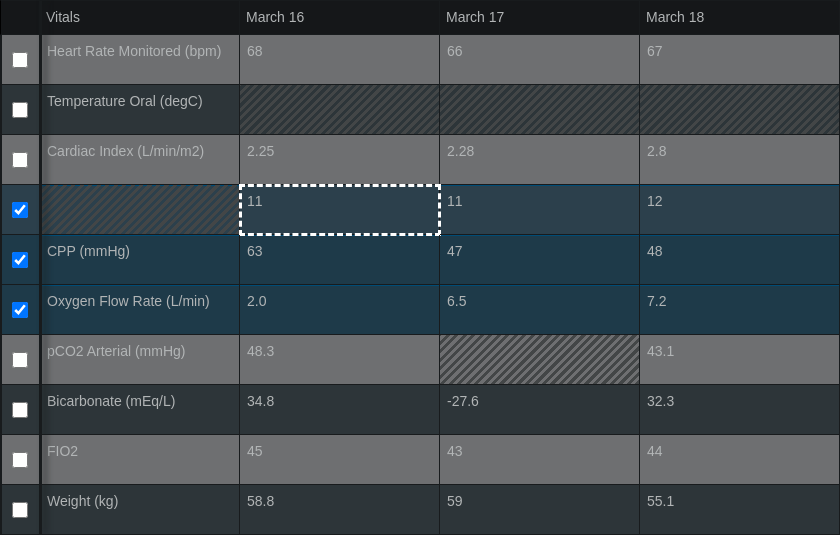 Vitals March 16 March 17 March 18
Heart Rate Monitored (bpm) 68 66 67
Temperature Oral (degC)
Cardiac Index (L/min/m2) 2.25 2.28 2.8
11 11 12
CPP (mmHg) 63 47 48
Oxygen Flow Rate (L/min) 2.0 6.5 7.2
pCO2 Arterial (mmHg) 48.3 43.1
Bicarbonate (mEq/L) 34.8 -27.6 32.3
FIO2 45 43 44
Weight (kg) 58.8 59 55.1